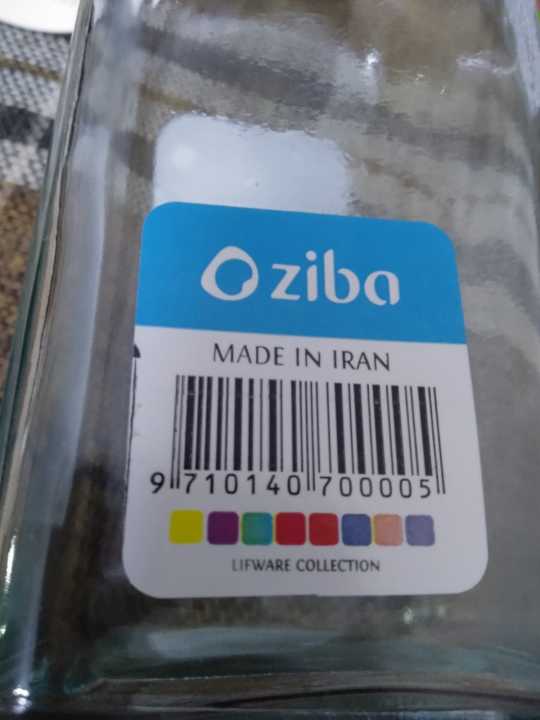 ziba
MADE IN IRAN
9 710140 700005
LIFWARE COLLECTION